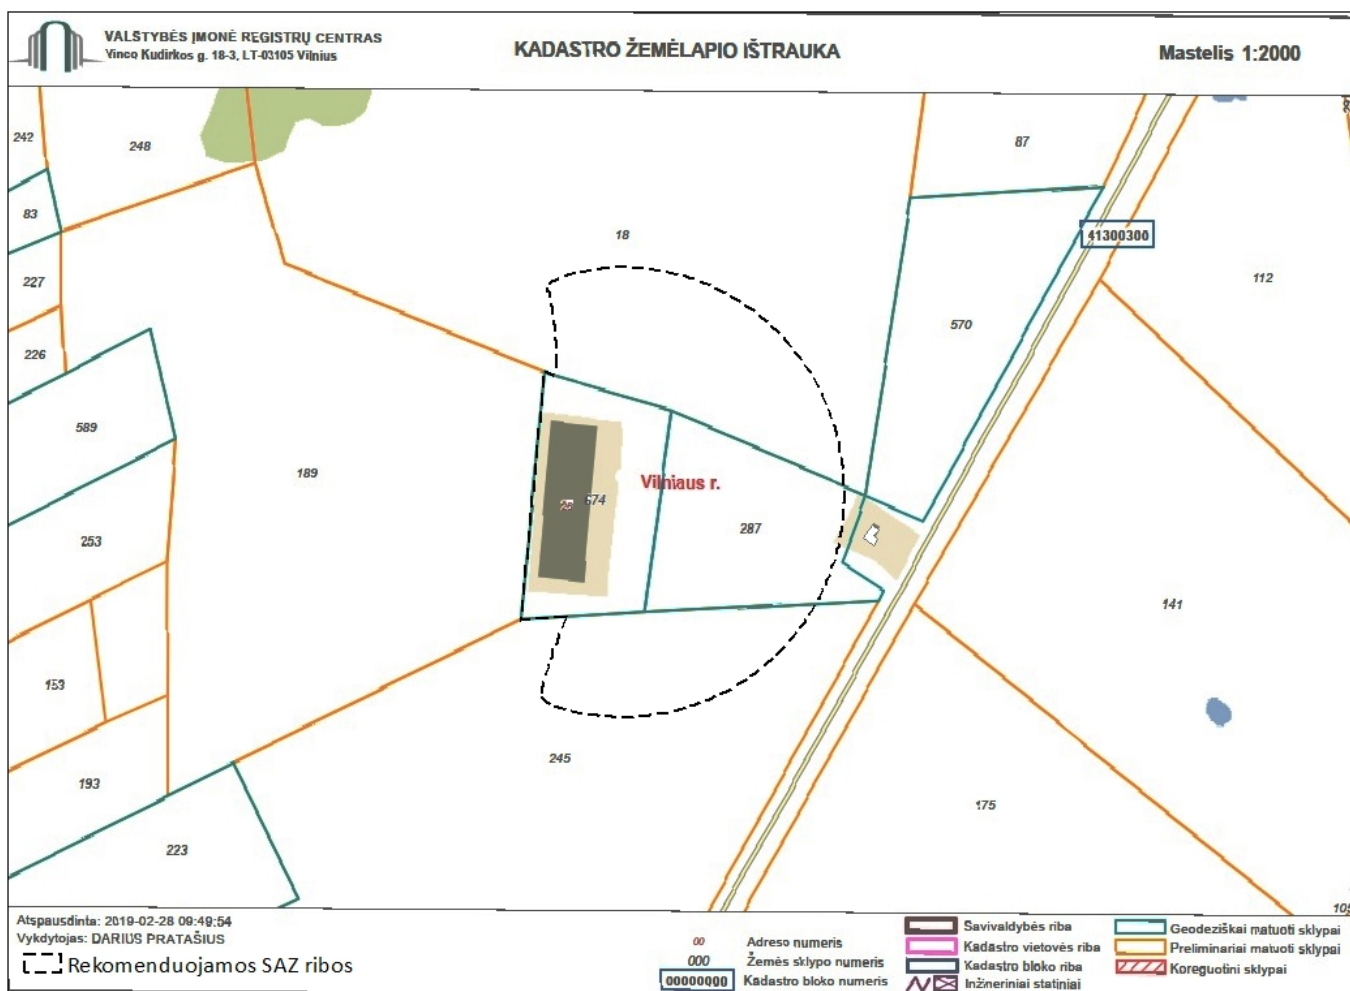 VALSTYBĖS ĮMONĖ REGISTRŲ CENTRAS
Vinco Kudirkos g. 18-3, LT-03105 Vilnius
KADASTRO ŽEMĖLAPIO IŠTRAUKA
Mastelis 1:2000
242
248
87
83
18
41300300
227
112
226
570
589
189
Vilniaus r.
674
25
287
253
141
153
245
193
175
223
Atspausdinta: 2019-02-28 09:49:54
Vykdytojas: DARIUS PRATAŠIUS
Rekomenduojamos SAZ ribos
00 Adreso numeris
000 Žemės sklypo numeris
00000000 Kadastro bloko numeris
Savivaldybės riba
Kadastro vietovės riba
Kadastro bloko riba
Inžineriniai statiniai
Geodeziškai matuoti sklypai
Preliminariai matuoti sklypai
Koreguotini sklypai